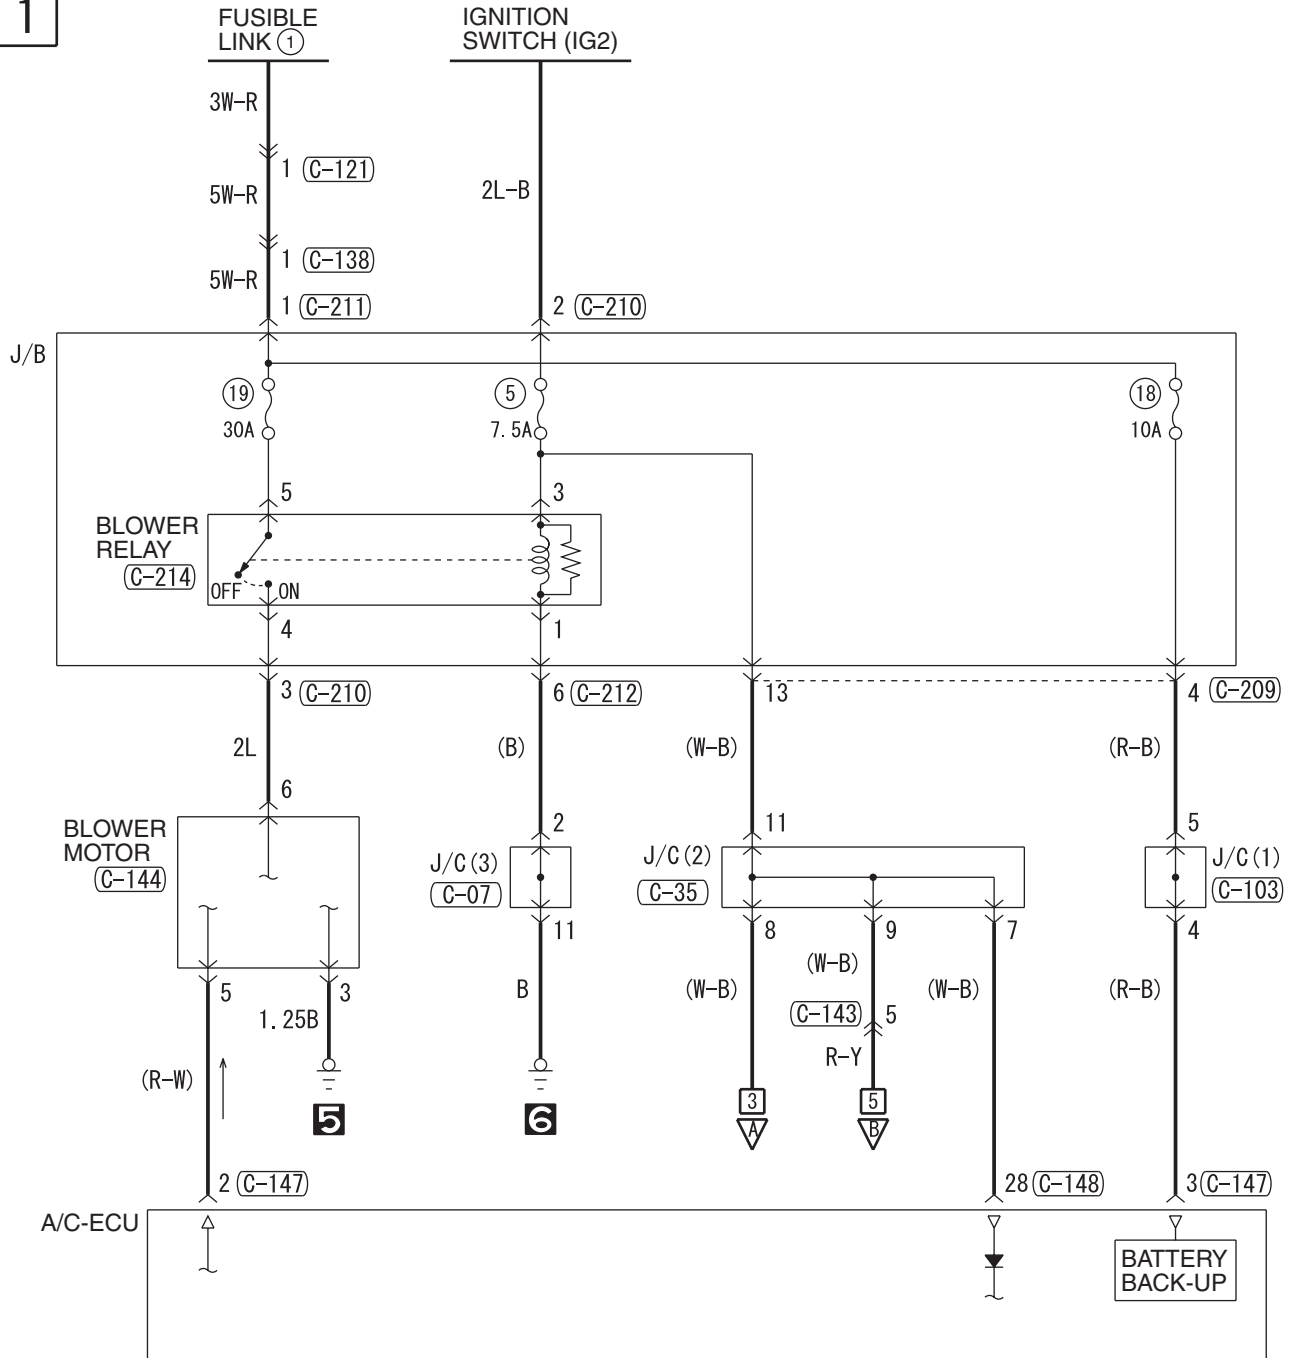 1
FUSIBLE
LINK ①
IGNITION
SWITCH (IG2)
3W-R
1 (C-121)
5W-R
2L-B
1 (C-138)
5W-R
1 (C-211)
2 (C-210)
J/B
19
5
18
30A
7.5A
10A
5
3
BLOWER
RELAY
C-214
OFF
ON
4
1
3 (C-210)
6 (C-212)
13
4 (C-209)
2L
(B)
(W-B)
(R-B)
6
2
11
5
BLOWER
MOTOR
C-144
J/C(3)
C-07
J/C(2)
C-35
J/C(1)
C-103
11
8
9
7
4
5
3
1.25B
B
(W-B)
(W-B)
(W-B)
(R-B)
C-143 5
R-Y
(R-W)
5
6
3
A
5
B
2 (C-147)
28 (C-148)
3 (C-147)
A/C-ECU
BATTERY
BACK-UP